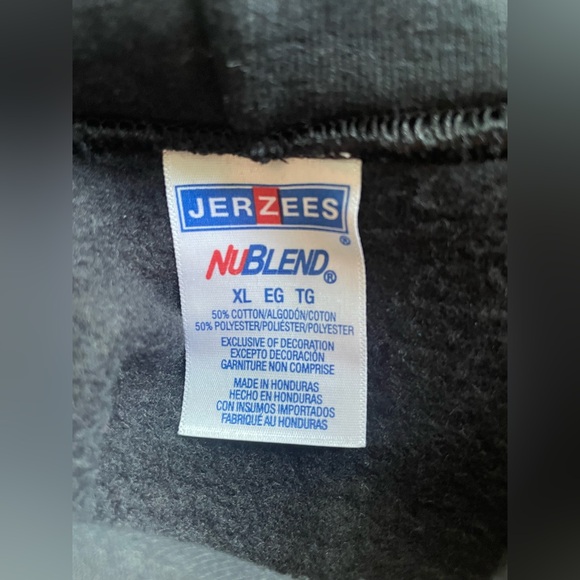 JERZEES
®
NUBLEND®
XL EG TG
50% COTTON/ALGODÓN/COTON
50% POLYESTER/POLIÉSTER/POLYESTER
EXCLUSIVE OF DECORATION
EXCEPTO DECORACIÓN
GARNITURE NON COMPRISE
MADE IN HONDURAS
HECHO EN HONDURAS
CON INSUMOS IMPORTADOS
FABRIQUÉ AU HONDURAS